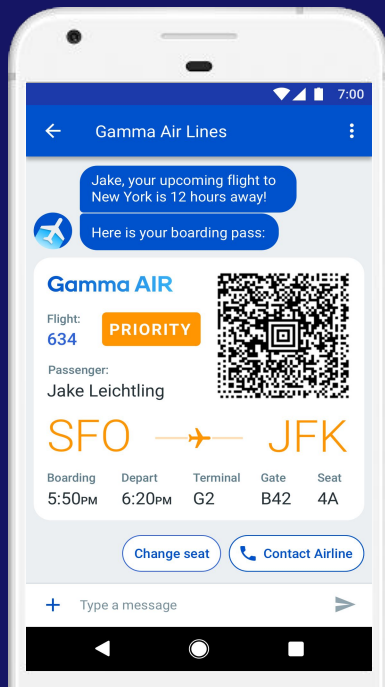 7:00
Gamma Air Lines
Jake, your upcoming flight to
New York is 12 hours away!
Here is your boarding pass:
Gamma AIR
Flight:
634
PRIORITY
Passenger:
Jake Leichtling
SFO JFK
Boarding Depart Terminal Gate Seat
5:50PM 6:20PM G2 B42 4A
Change seat Contact Airline
+ Type a message